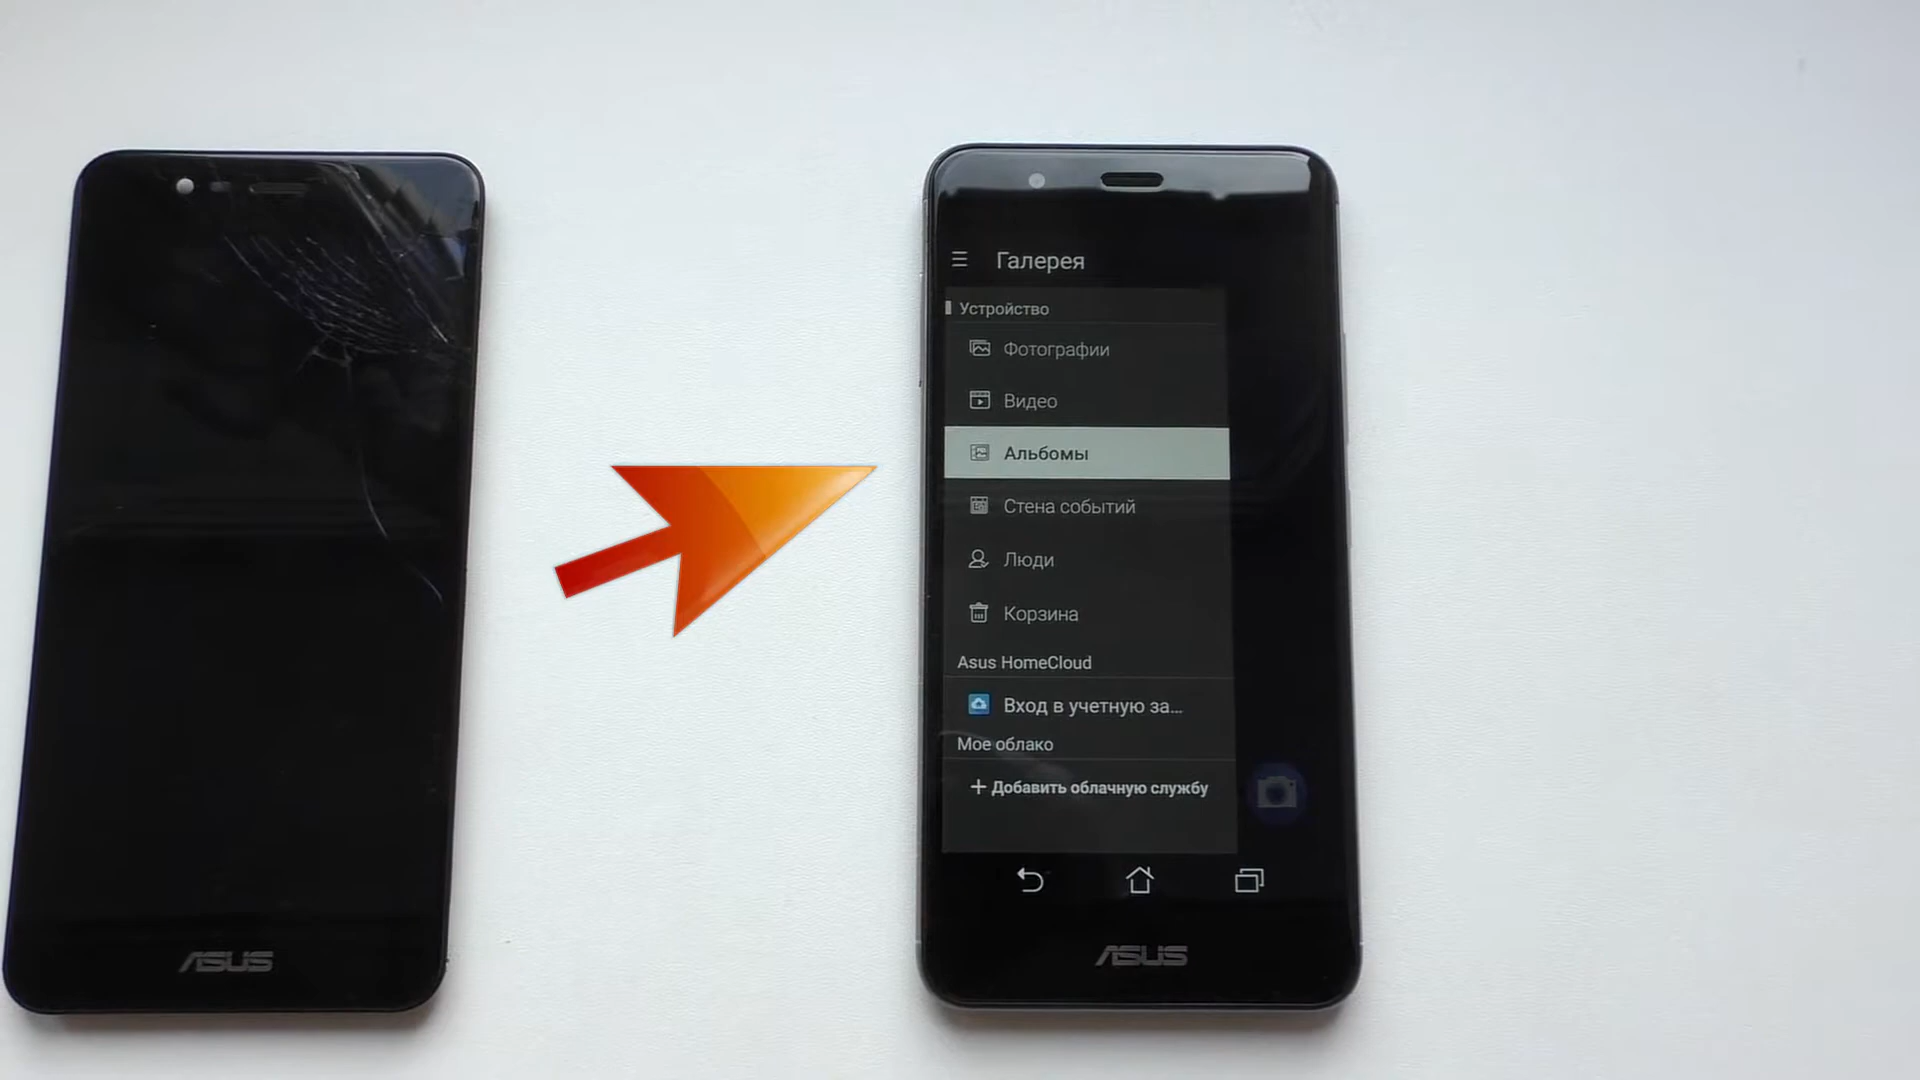 Галерея
Устройство
Фотографии
Видео
Альбомы
Стена событий
Люди
Корзина
Asus HomeCloud
Вход в учетную за...
Мое облако
+ Добавить облачную службу
ASUS
ASUS